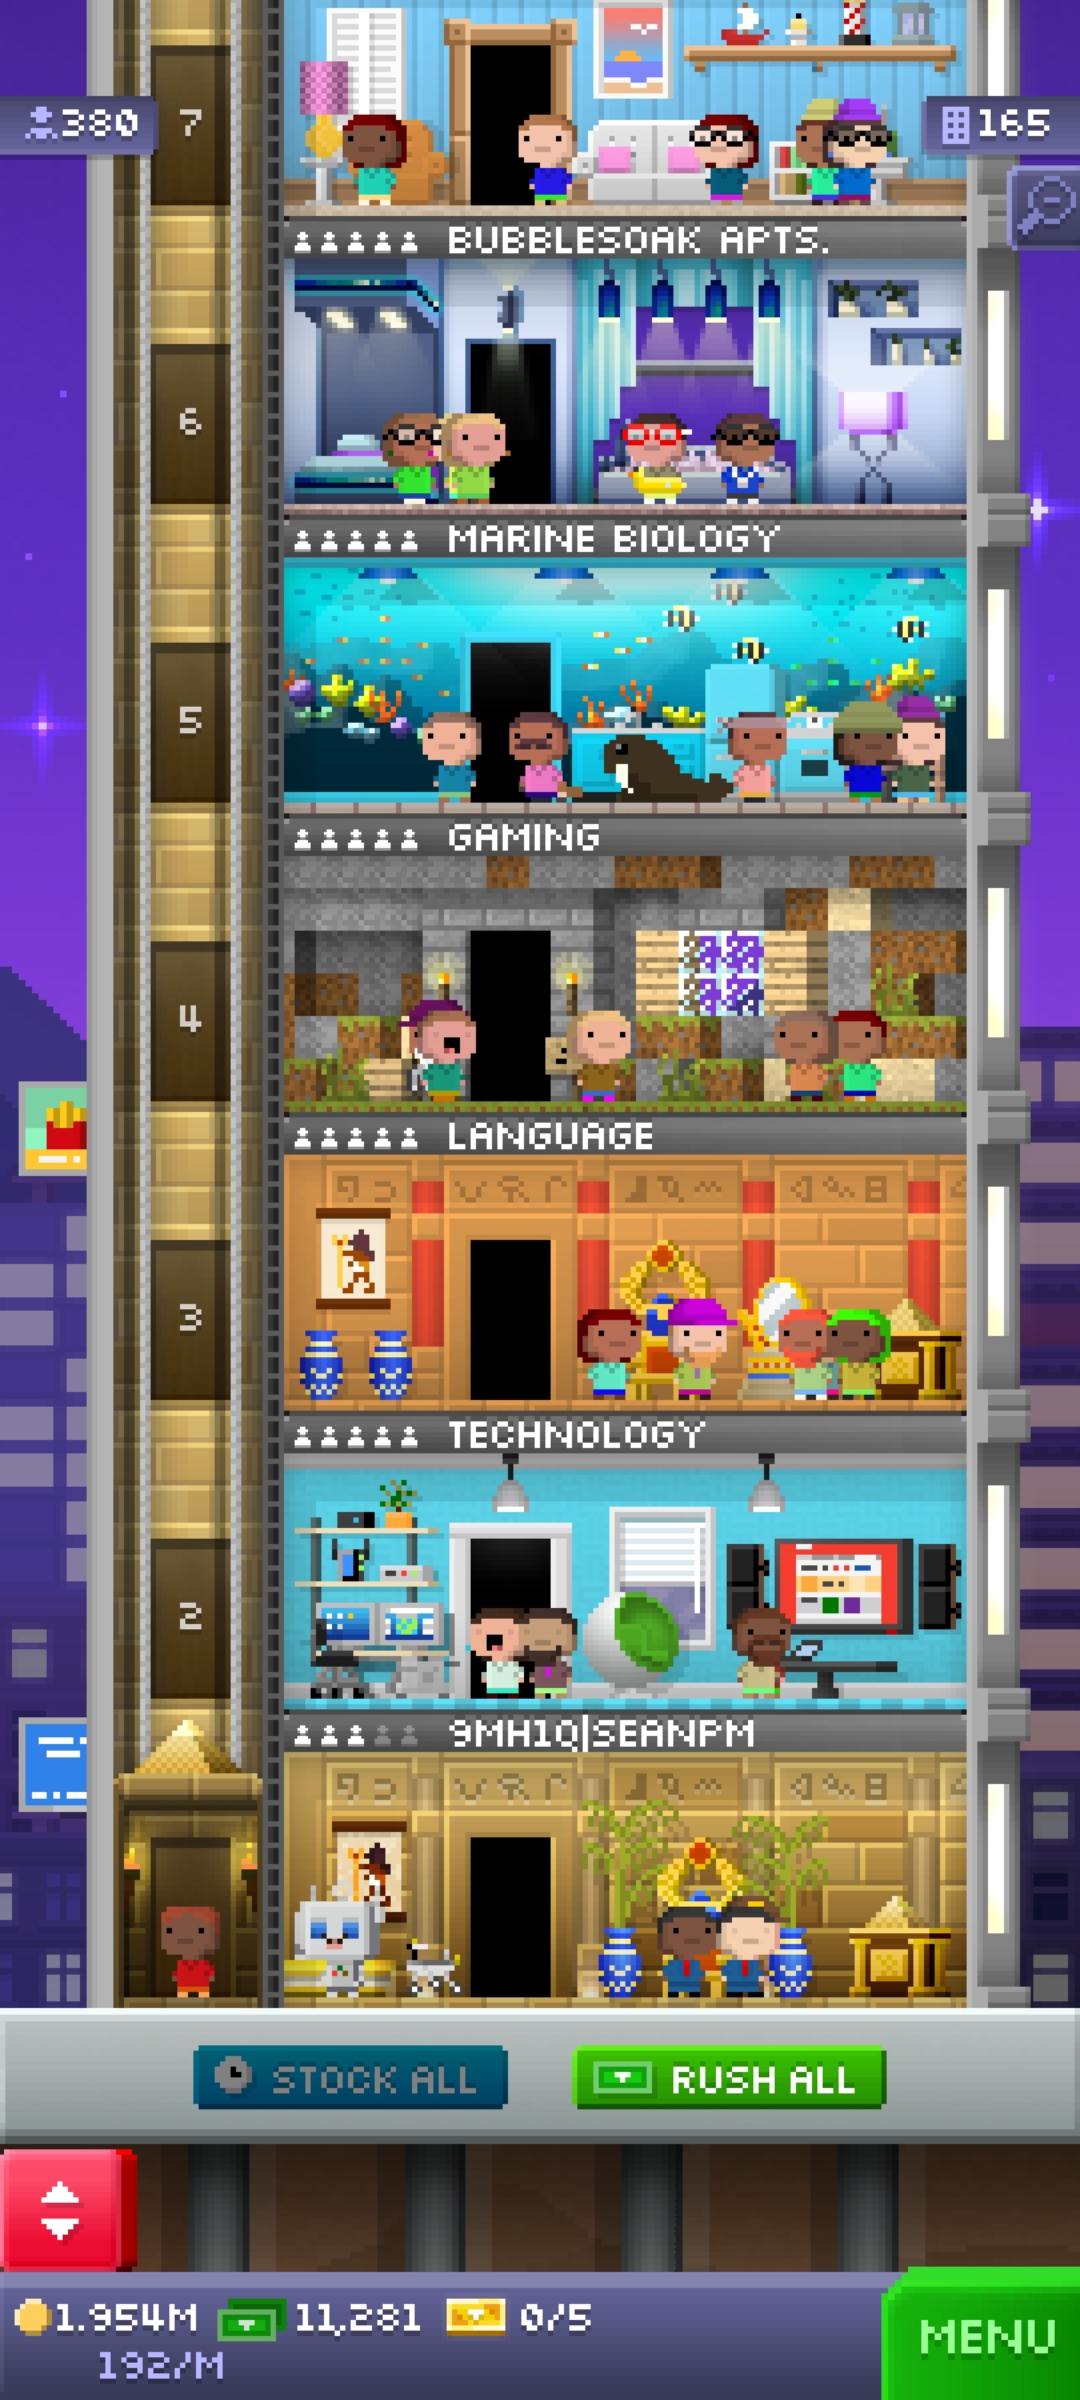 380
7
165
BUBBLESOAK APTS.
6
MARINE BIOLOGY
5
GAMING
4
LANGUAGE
3
TECHNOLOGY
2
9MH1Q|SEANPM
STOCK ALL
RUSH ALL
1.954M 11,281 0/5
192/M
MENU